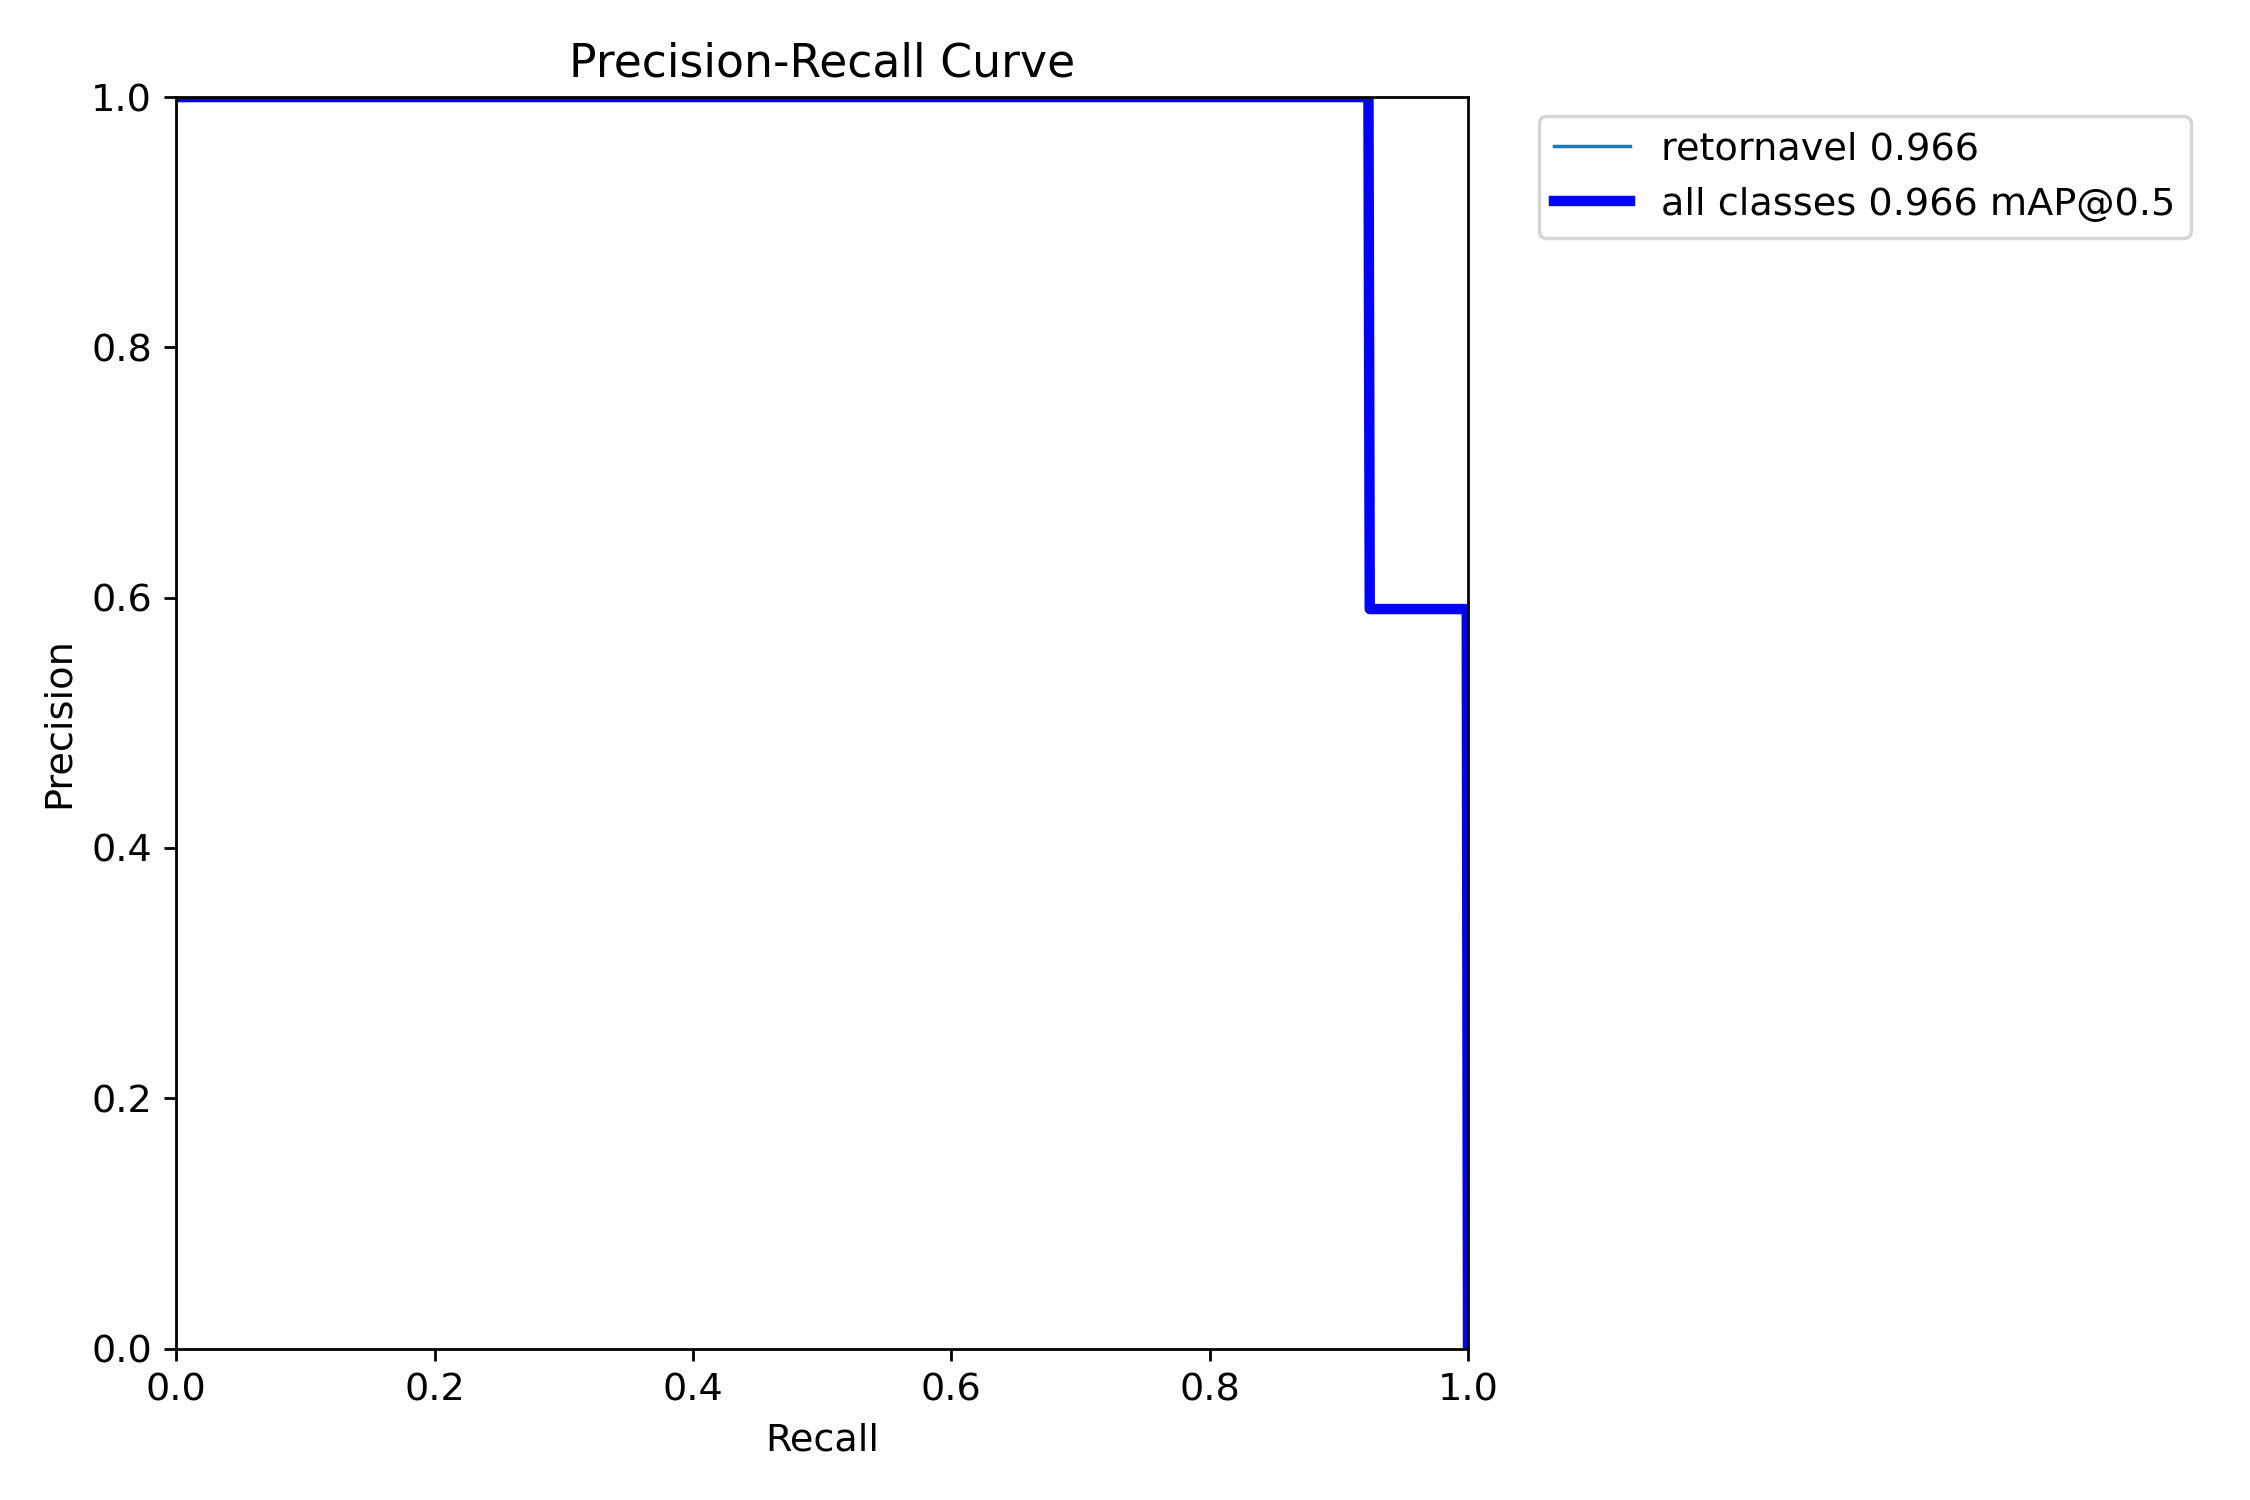 Precision-Recall Curve
1.0
0.8
0.6
0.4
0.2
0.0
Precision
0.0 0.2 0.4 0.6 0.8 1.0
Recall
retornavel 0.966
all classes 0.966 mAP@0.5